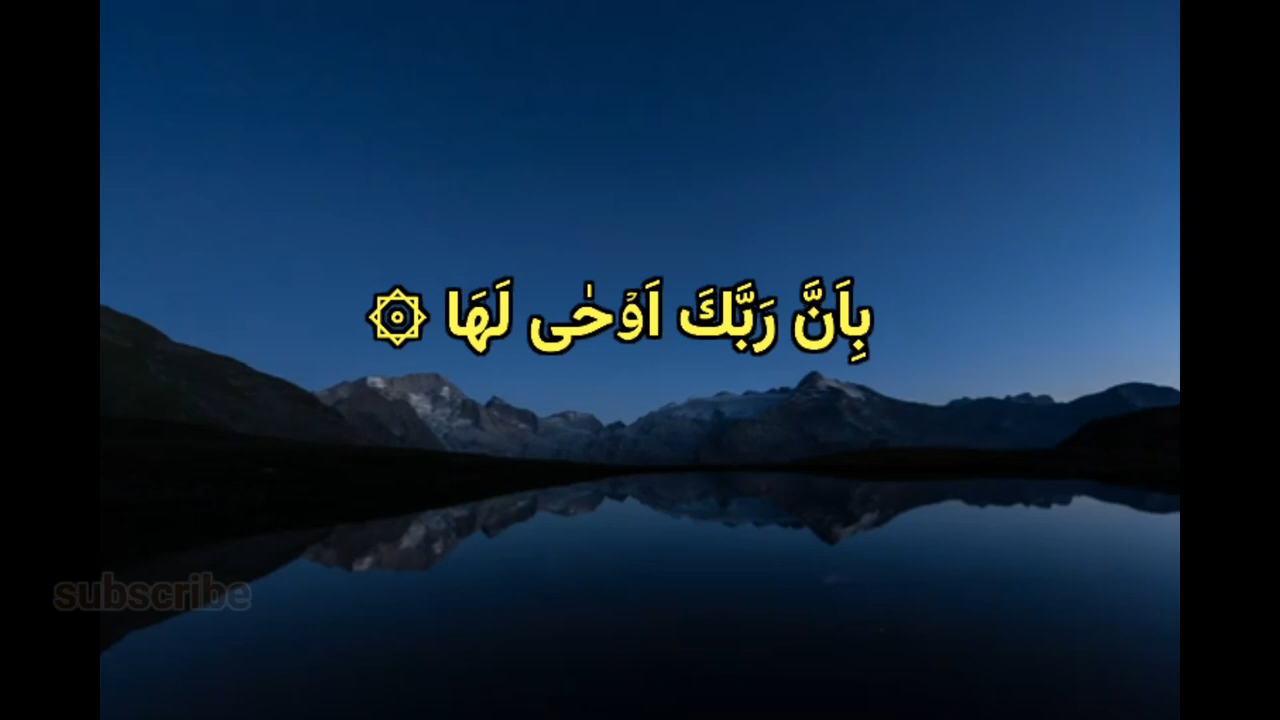 بِاَنَّ رَبَّكَ اَوۡحٰى لَهَا ۞
subscribe